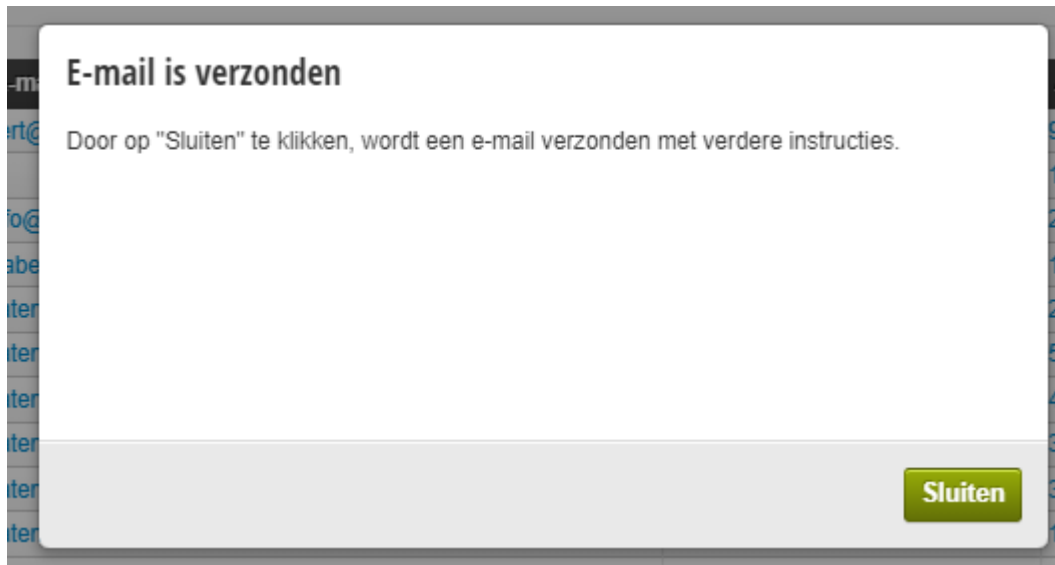 E-mail is verzonden
Door op "Sluiten" te klikken, wordt een e-mail verzonden met verdere instructies.
Sluiten